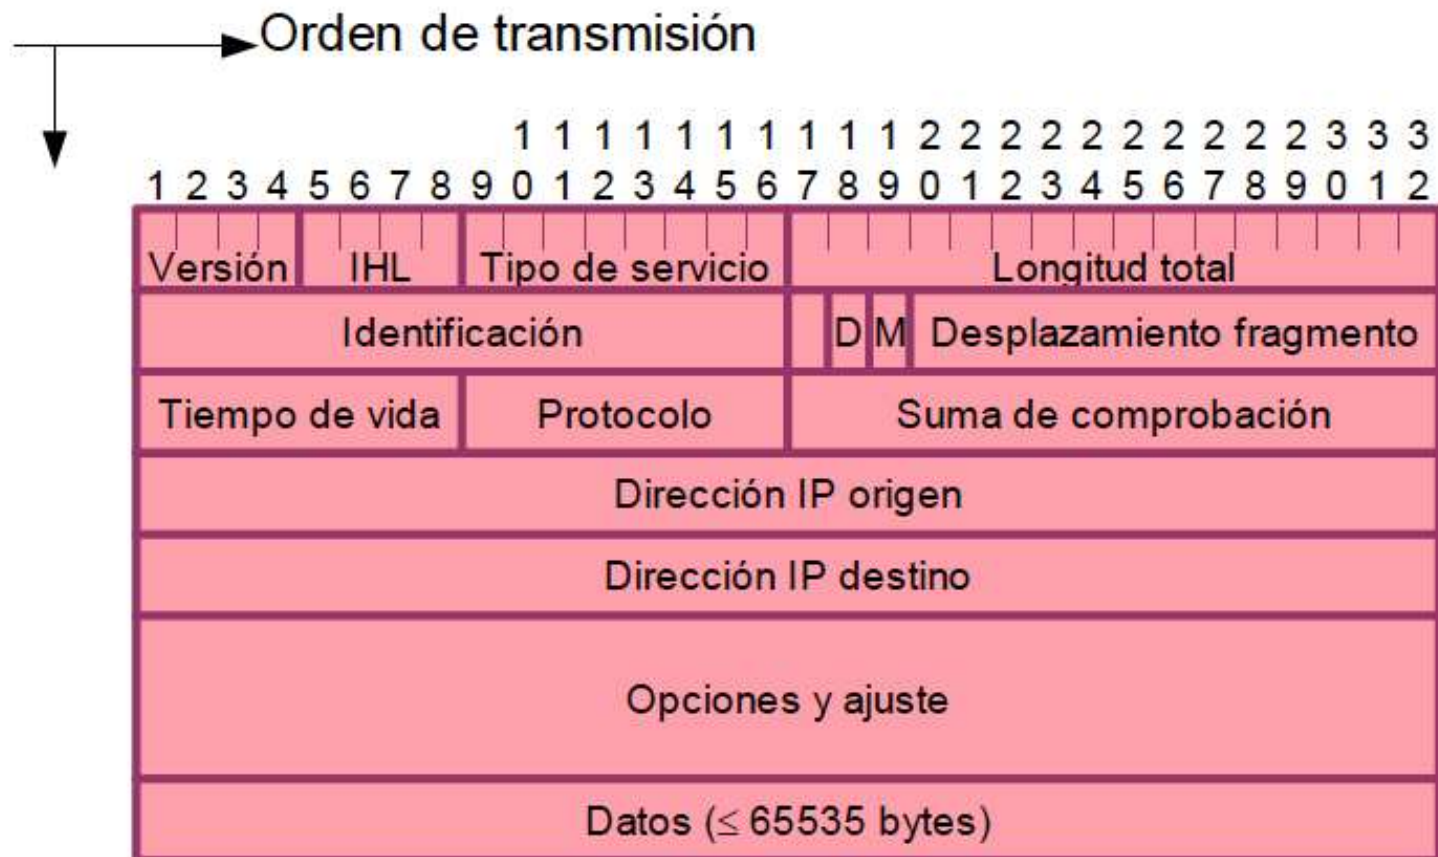 Orden de transmisión
1 1 1 1 1 1 1 1 1 1 2 2 2 2 2 2 2 2 2 2 3 3 3
1 2 3 4 5 6 7 8 9 0 1 2 3 4 5 6 7 8 9 0 1 2 3 4 5 6 7 8 9 0 1 2
Versión IHL Tipo de servicio Longitud total
Identificación D M Desplazamiento fragmento
Tiempo de vida Protocolo Suma de comprobación
Dirección IP origen
Dirección IP destino
Opciones y ajuste
Datos (≤ 65535 bytes)